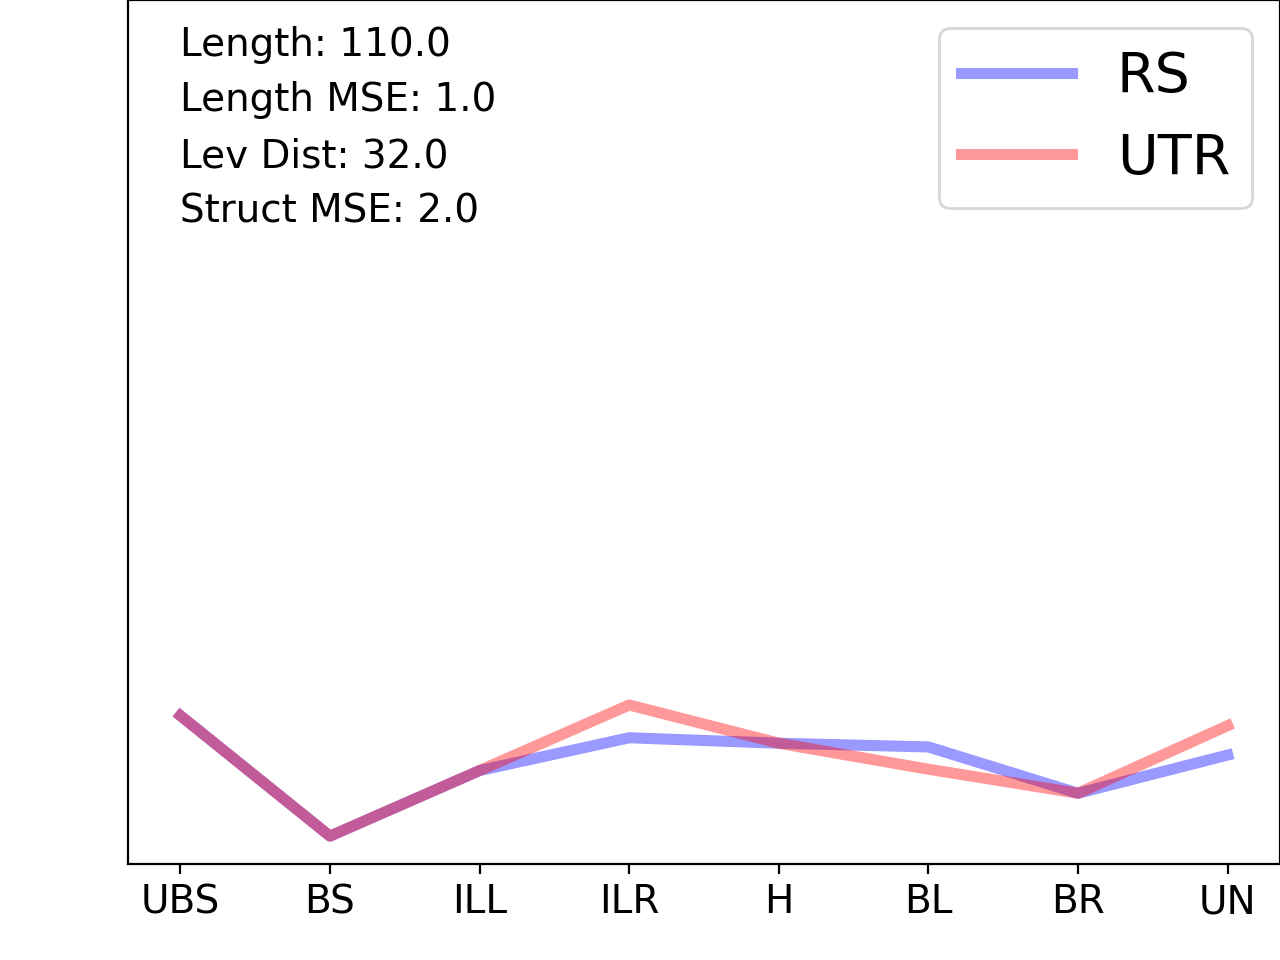 Length: 110.0
Length MSE: 1.0
Lev Dist: 32.0
Struct MSE: 2.0
RS
UTR
UBS BS ILL ILR H BL BR UN